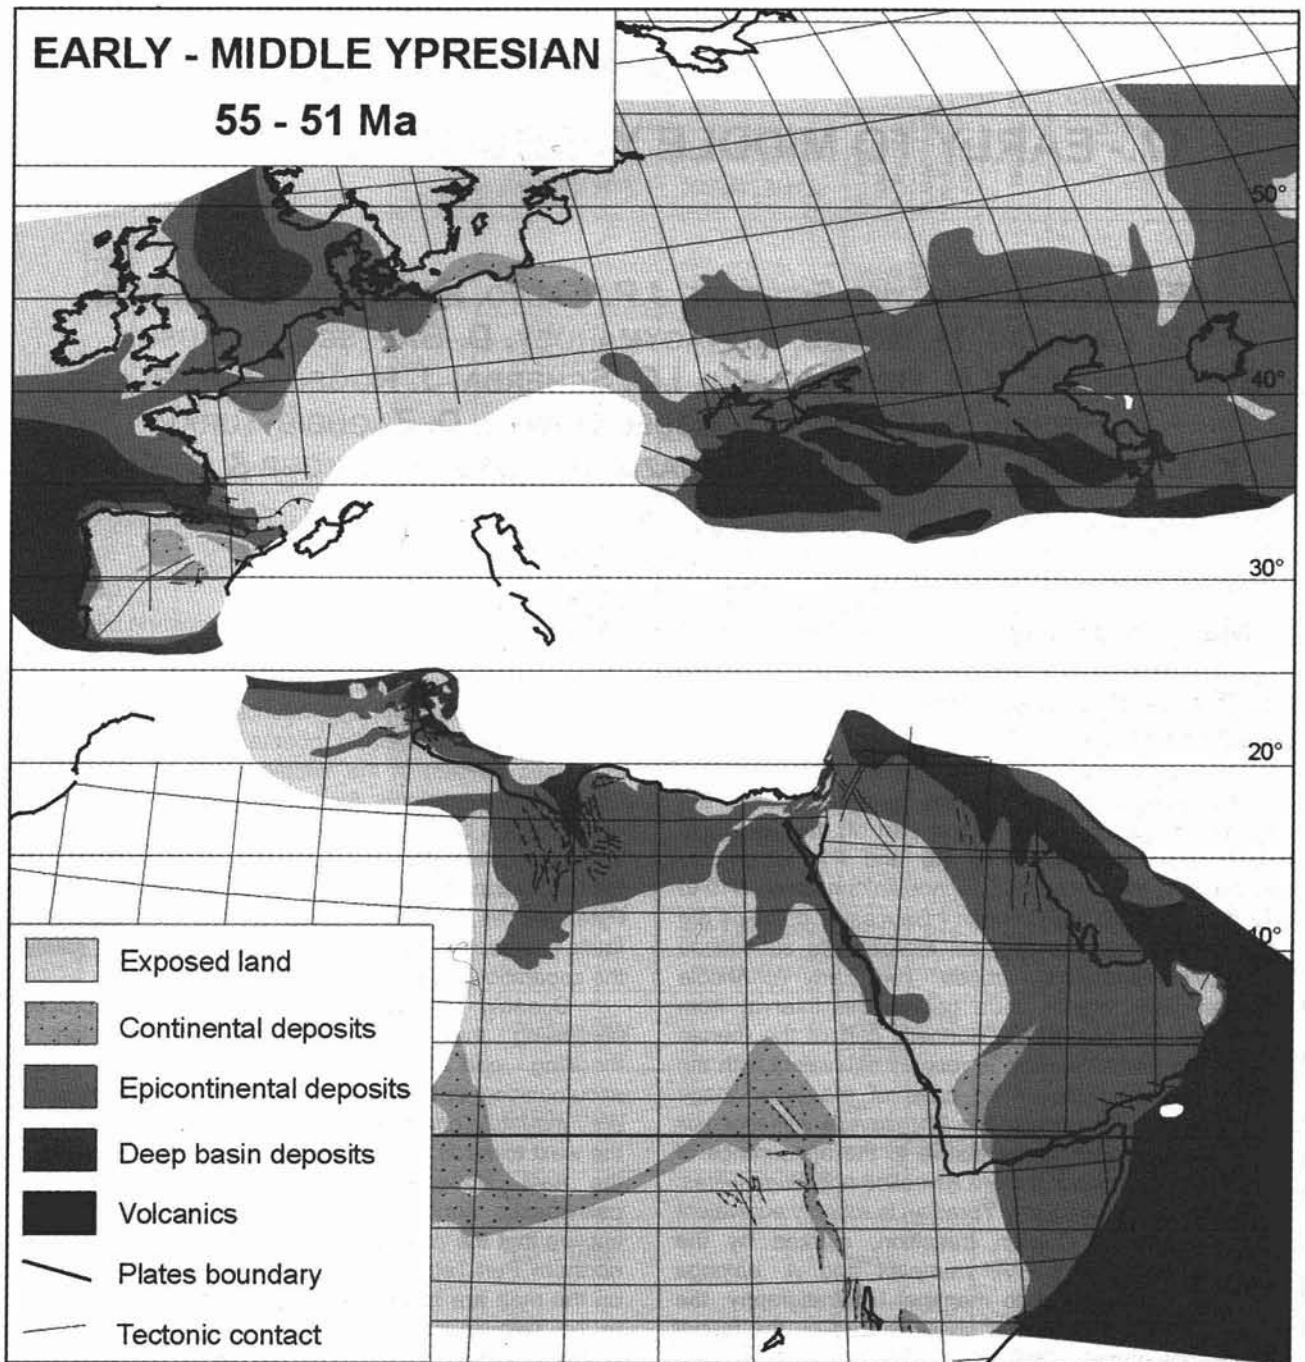 EARLY - MIDDLE YPRESIAN
55 - 51 Ma
50°
40°
30°
20°
10°
Exposed land
Continental deposits
Epicontinental deposits
Deep basin deposits
Volcanics
Plates boundary
Tectonic contact